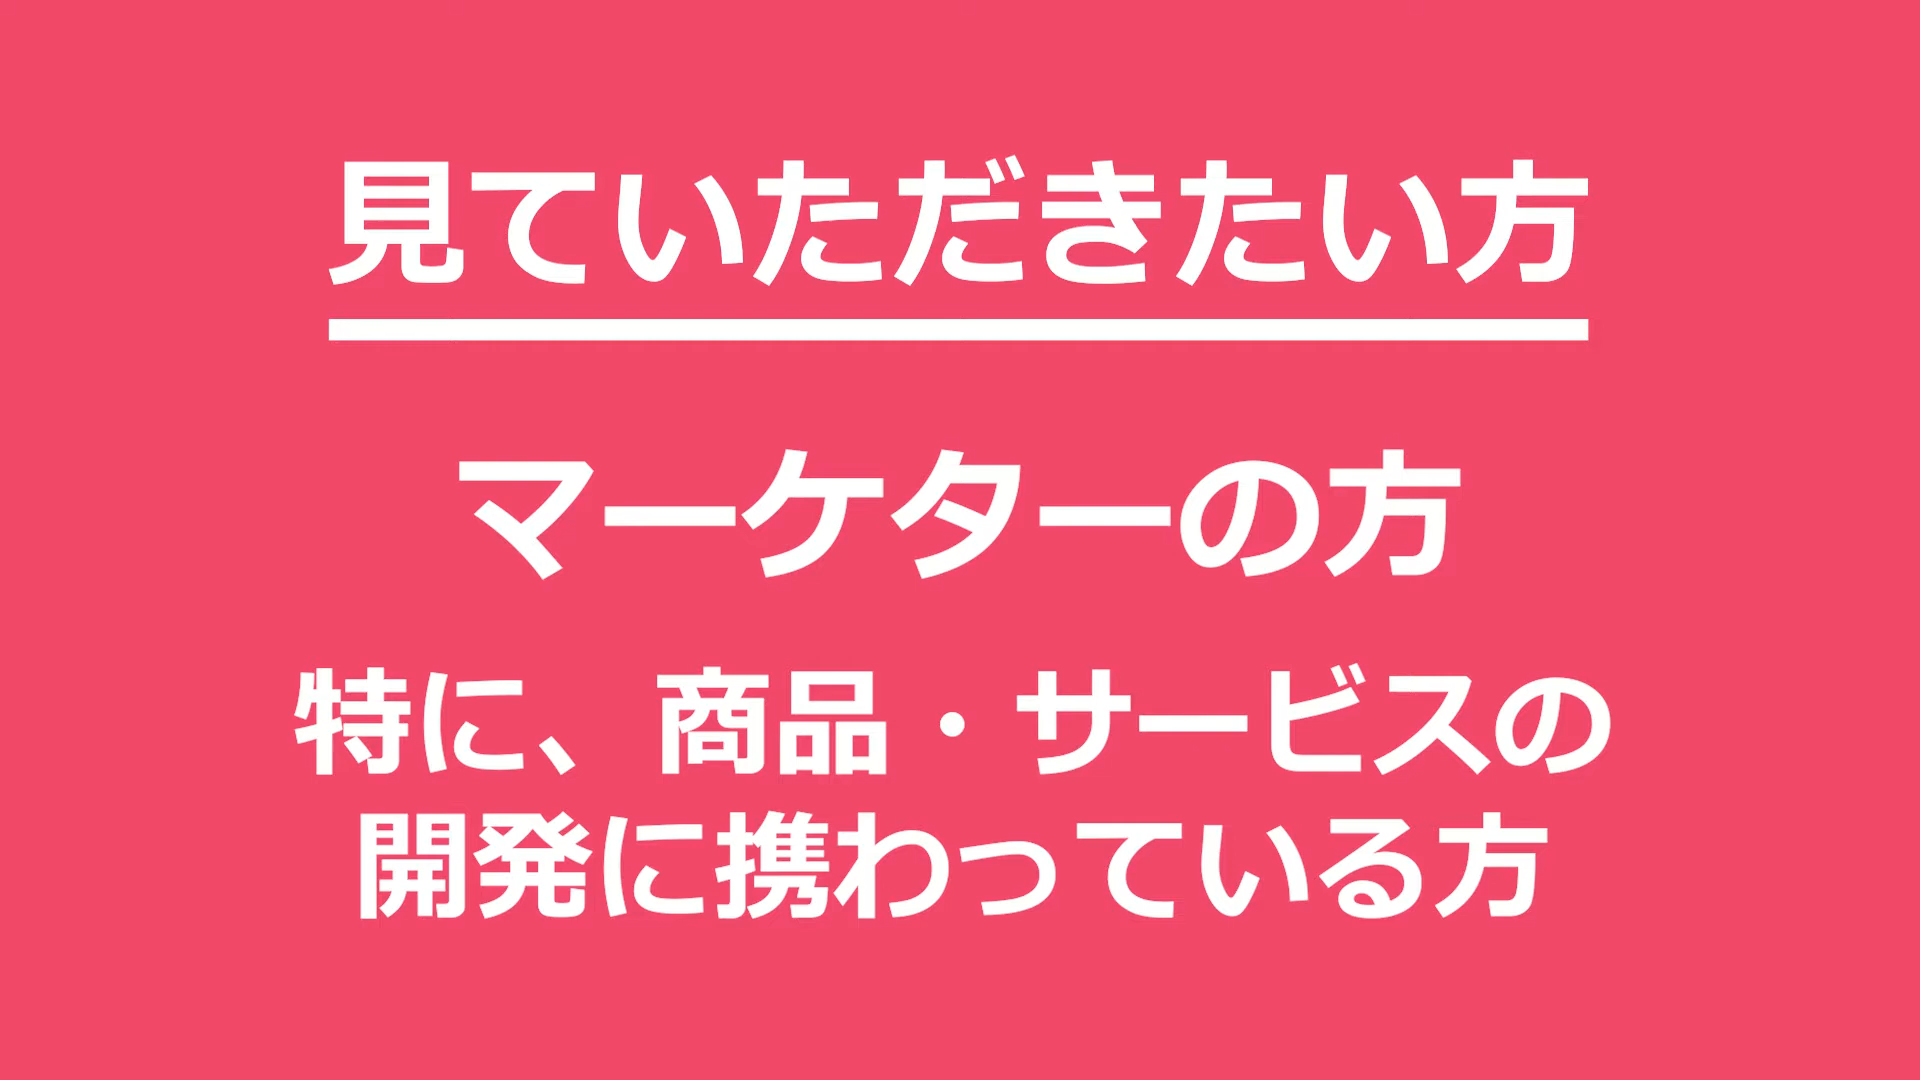 見ていただきたい方
マーケターの方
特に、商品・サービスの
開発に携わっている方